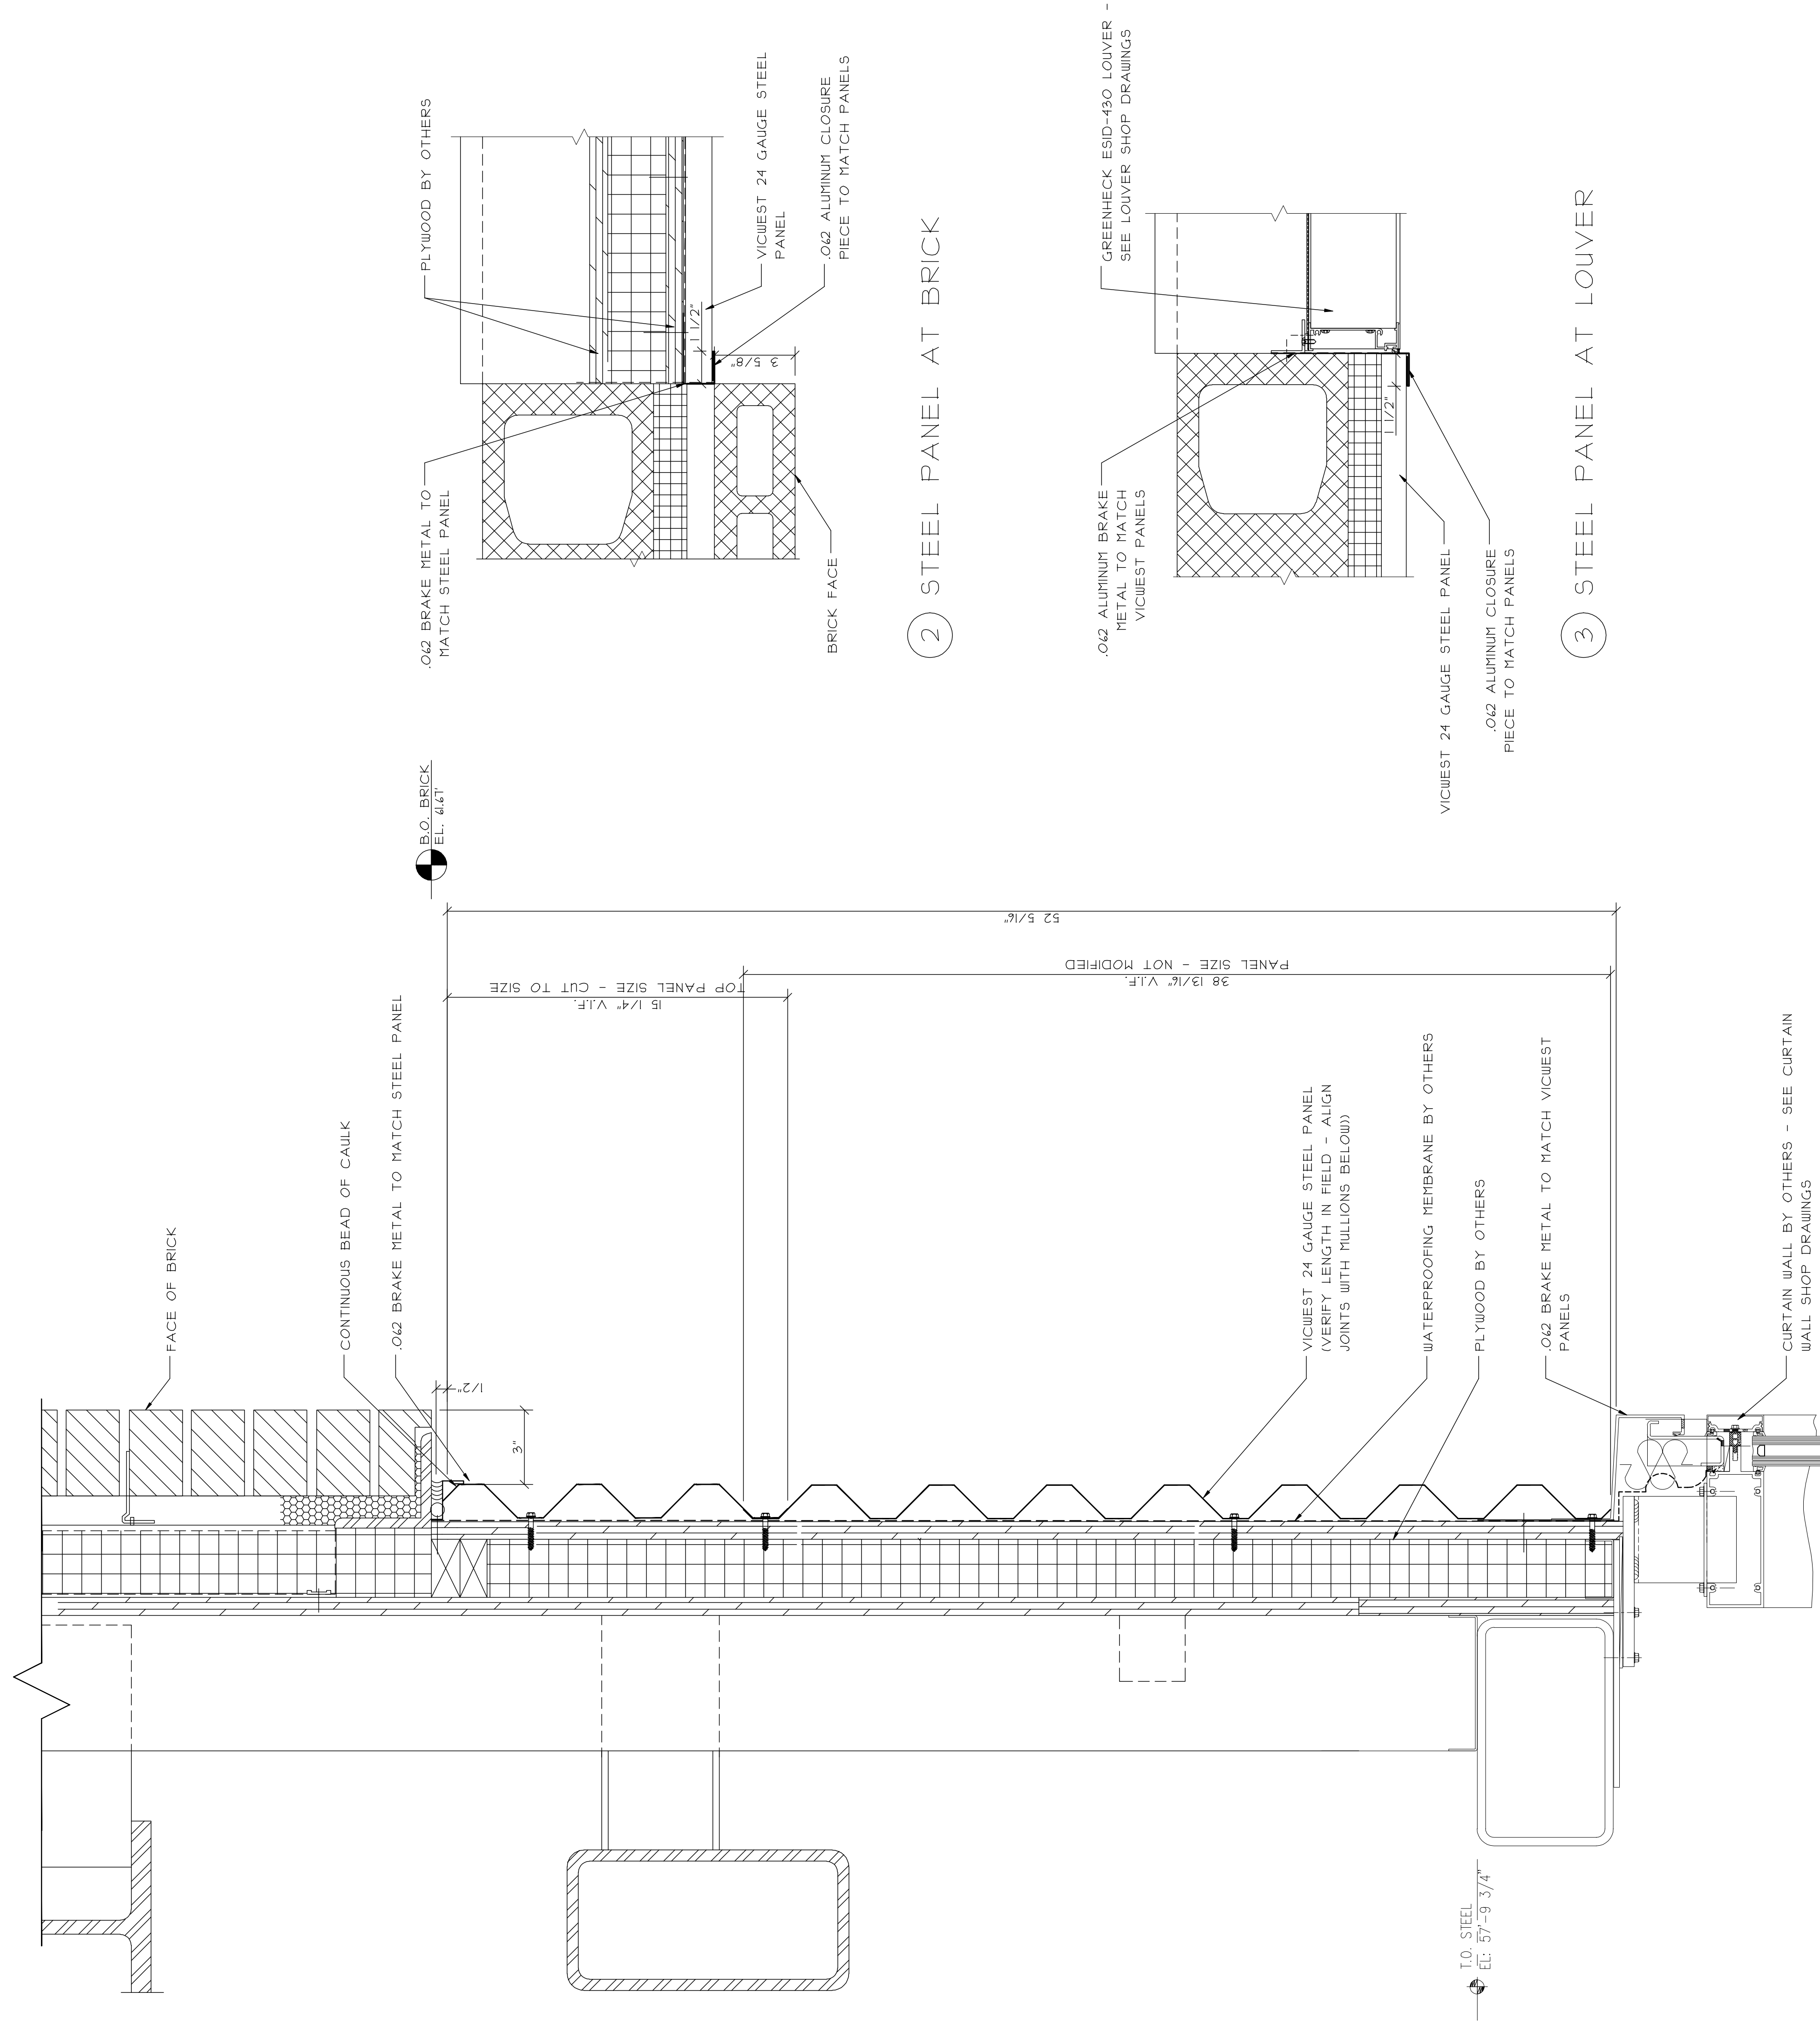 FACE OF BRICK
CONTINUOUS BEAD OF CAULK
.062 BRAKE METAL TO MATCH STEEL PANEL
B.O. BRICK
EL. 61.67'
1/2"
3"
15 1/4" V.I.F.
TOP PANEL SIZE - CUT TO SIZE
38 13/16" V.I.F.
PANEL SIZE - NOT MODIFIED
52 5/16"
VICWEST 24 GAUGE STEEL PANEL
(VERIFY LENGTH IN FIELD - ALIGN
JOINTS WITH MULLIONS BELOW))
WATERPROOFING MEMBRANE BY OTHERS
PLYWOOD BY OTHERS
.062 BRAKE METAL TO MATCH VICWEST
PANELS
CURTAIN WALL BY OTHERS - SEE CURTAIN
WALL SHOP DRAWINGS
T.O. STEEL
EL: 57'-9 3/4"
.062 BRAKE METAL TO
MATCH STEEL PANEL
PLYWOOD BY OTHERS
1 1/2"
3 5/8"
VICWEST 24 GAUGE STEEL
PANEL
.062 ALUMINUM CLOSURE
PIECE TO MATCH PANELS
BRICK FACE
2 STEEL PANEL AT BRICK
.062 ALUMINUM BRAKE
METAL TO MATCH
VICWEST PANELS
GREENHECK ESID-430 LOUVER -
SEE LOUVER SHOP DRAWINGS
1 1/2"
VICWEST 24 GAUGE STEEL PANEL
.062 ALUMINUM CLOSURE
PIECE TO MATCH PANELS
3 STEEL PANEL AT LOUVER